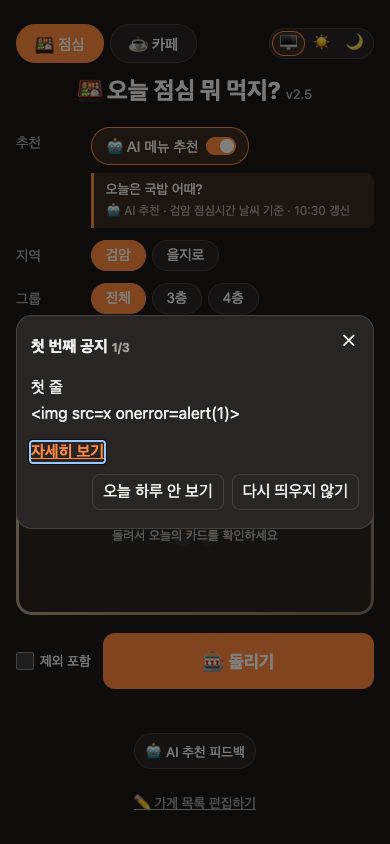 🍱 점심 ☕ 카페 🖥️ ☀️ 🌙
🍱 오늘 점심 뭐 먹지? v2.5
추천 🤖 AI 메뉴 추천
오늘은 국밥 어때?
🤖 AI 추천 · 검암 점심시간 날씨 기준 · 10:30 갱신
지역 검암 을지로
그룹 전체 3층 4층
첫 번째 공지 1/3 ×
첫 줄
<img src=x onerror=alert(1)>
자세히 보기
오늘 하루 안 보기 다시 띄우지 않기
돌려서 오늘의 카드를 확인하세요
제외 포함 🎰 돌리기
🤖 AI 추천 피드백
✏️ 가게 목록 편집하기